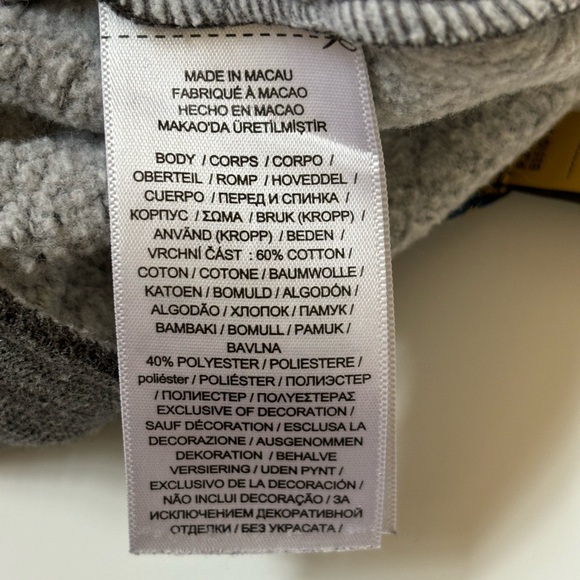 MADE IN MACAU
FABRIQUÉ À MACAO
HECHO EN MACAO
MAKAO'DA ÜRETİLMİŞTİR
BODY / CORPS / CORPO /
OBERTEIL / ROMP / HOVEDDEL /
CUERPO / ПЕРЕД И СПИНКА /
КОРПУС / ΣΩΜΑ / BRUK (KROPP) /
ANVÄND (KROPP) / BEDEN /
VRCHNÍ ČÁST : 60% COTTON /
COTON / COTONE / BAUMWOLLE /
KATOEN / BOMULD / ALGODÓN /
ALGODÃO / ХЛОПОК / ПАМУК /
ΒΑΜΒΑΚΙ / BOMULL / PAMUK /
BAVLNA
40% POLYESTER / POLIESTERE /
poliéster / POLIÉSTER / ПОЛИЭСТЕР
/ ПОЛИЕСТЕР / ΠΟΛΥΕΣΤΕΡΑΣ
EXCLUSIVE OF DECORATION /
SAUF DÉCORATION / ESCLUSA LA
DECORAZIONE / AUSGENOMMEN
DEKORATION / BEHALVE
VERSIERING / UDEN PYNT /
EXCLUSIVO DE LA DECORACIÓN /
NÃO INCLUI DECORAÇÃO / ЗА
ИСКЛЮЧЕНИЕМ ДЕКОРАТИВНОЙ
ОТДЕЛКИ / БЕЗ УКРАСАТА /